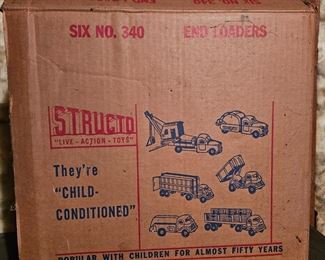 SIX NO. 340 END LOADERS
STRUCTO
"LIVE-ACTION-TOYS"
They're
"CHILD-
CONDITIONED"
POPULAR WITH CHILDREN FOR ALMOST FIFTY YEARS